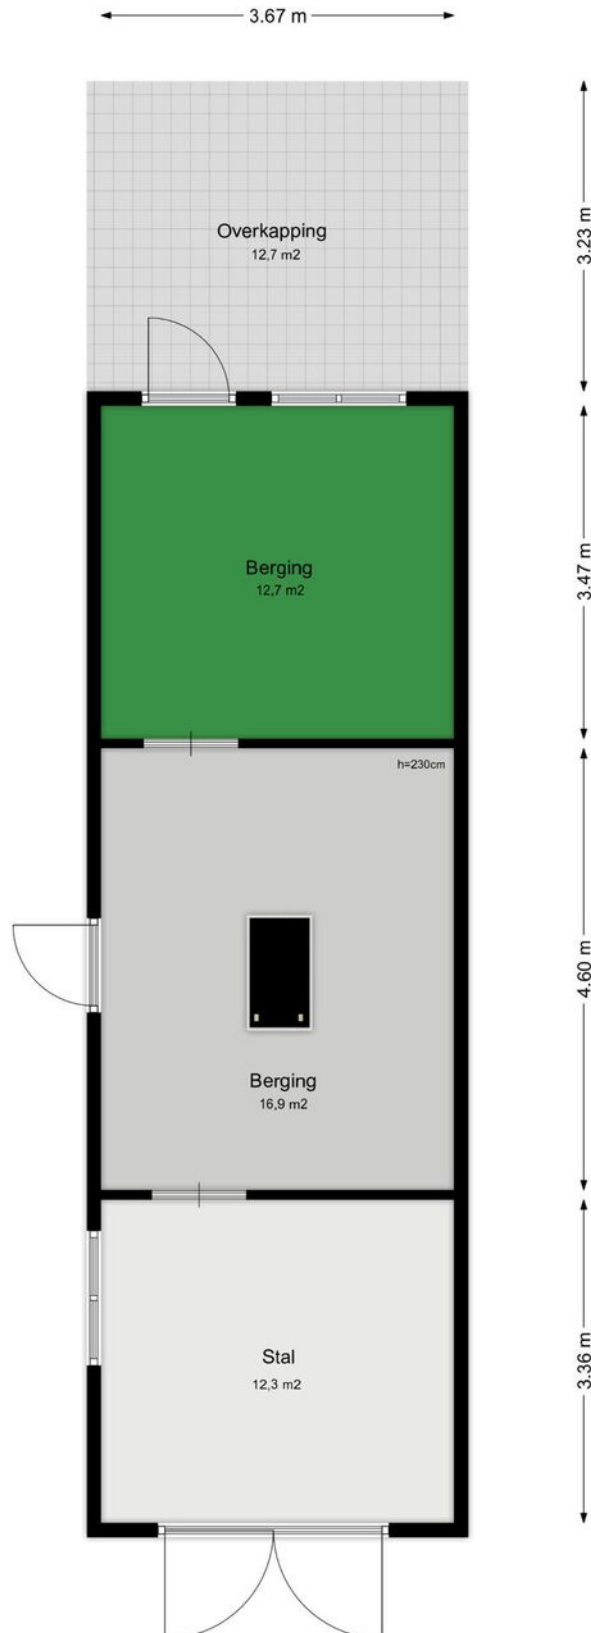 3.67 m
Overkapping
12,7 m2
3.23 m
Berging
12,7 m2
3.47 m
h=230cm
4.60 m
Berging
16,9 m2
Stal
12,3 m2
3.36 m